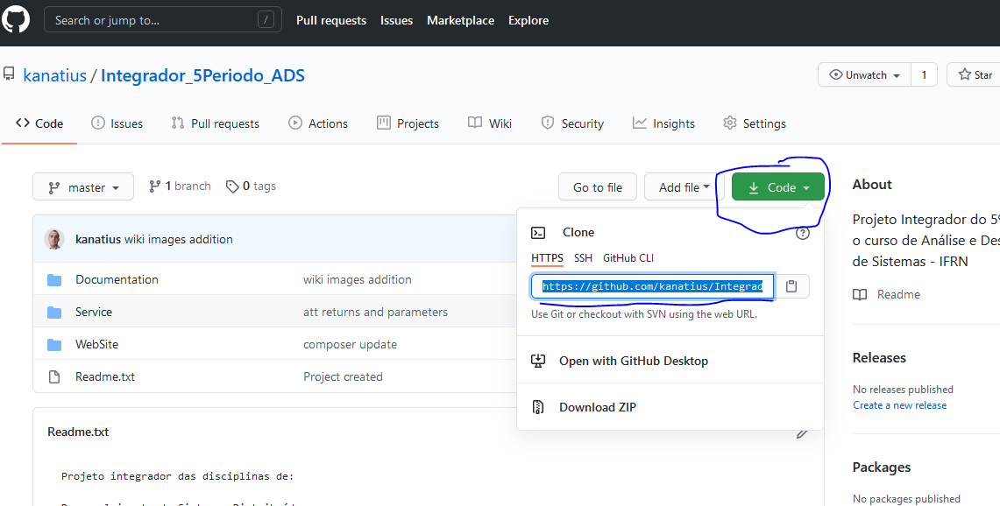 Search or jump to... /
Pull requests Issues Marketplace Explore
kanatius / Integrador_5Periodo_ADS
Unwatch 1 Star
Code Issues Pull requests Actions Projects Wiki Security Insights Settings
master 1 branch 0 tags
Go to file Add file Code
kanatius wiki images addition
Documentation wiki images addition
Service att returns and parameters
WebSite composer update
Readme.txt Project created
Clone ?
HTTPS SSH GitHub CLI
https://github.com/kanatius/Integrad
Use Git or checkout with SVN using the web URL.
Open with GitHub Desktop
Download ZIP
Readme.txt
Projeto integrador das disciplinas de:
About
Projeto Integrador do 5º
o curso de Análise e Des
de Sistemas - IFRN
Readme
Releases
No releases published
Create a new release
Packages
No packages published